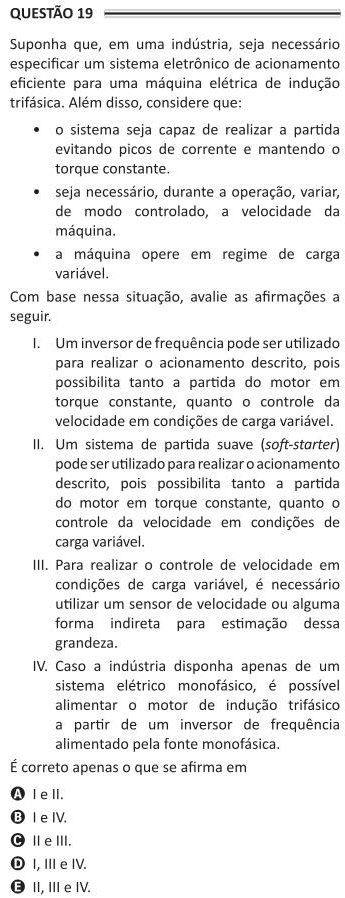 QUESTÃO 19
Suponha que, em uma indústria, seja necessário
especificar um sistema eletrônico de acionamento
eficiente para uma máquina elétrica de indução
trifásica. Além disso, considere que:
• o sistema seja capaz de realizar a partida
evitando picos de corrente e mantendo o
torque constante.
• seja necessário, durante a operação, variar,
de modo controlado, a velocidade da
máquina.
• a máquina opere em regime de carga
variável.
Com base nessa situação, avalie as afirmações a
seguir.
I. Um inversor de frequência pode ser utilizado
para realizar o acionamento descrito, pois
possibilita tanto a partida do motor em
torque constante, quanto o controle da
velocidade em condições de carga variável.
II. Um sistema de partida suave (soft-starter)
pode ser utilizado para realizar o acionamento
descrito, pois possibilita tanto a partida
do motor em torque constante, quanto o
controle da velocidade em condições de
carga variável.
III. Para realizar o controle de velocidade em
condições de carga variável, é necessário
utilizar um sensor de velocidade ou alguma
forma indireta para estimação dessa
grandeza.
IV. Caso a indústria disponha apenas de um
sistema elétrico monofásico, é possível
alimentar o motor de indução trifásico
a partir de um inversor de frequência
alimentado pela fonte monofásica.
É correto apenas o que se afirma em
A I e II.
B I e IV.
C II e III.
D I, III e IV.
E II, III e IV.